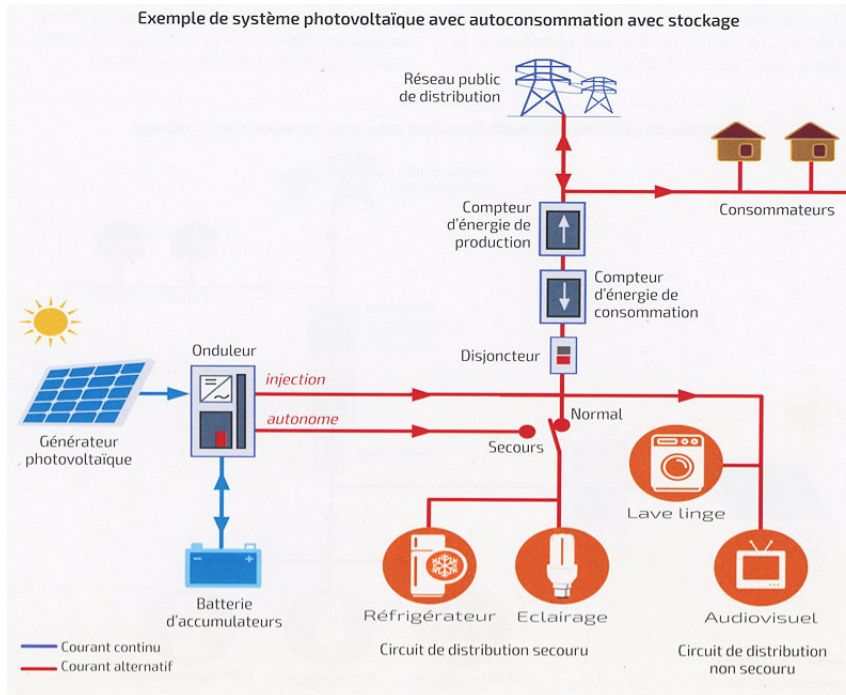 Exemple de système photovoltaïque avec autoconsommation avec stockage
Réseau public
de distribution
Compteur
d'énergie de
production
Consommateurs
Compteur
d'énergie de
consommation
Onduleur
Disjoncteur
injection
Normal
autonome
Secours
Générateur
photovoltaïque
Lave linge
Batterie
d'accumulateurs
Réfrigérateur
Eclairage
Audiovisuel
Circuit de distribution secouru
Circuit de distribution
non secouru
Courant continu
Courant alternatif